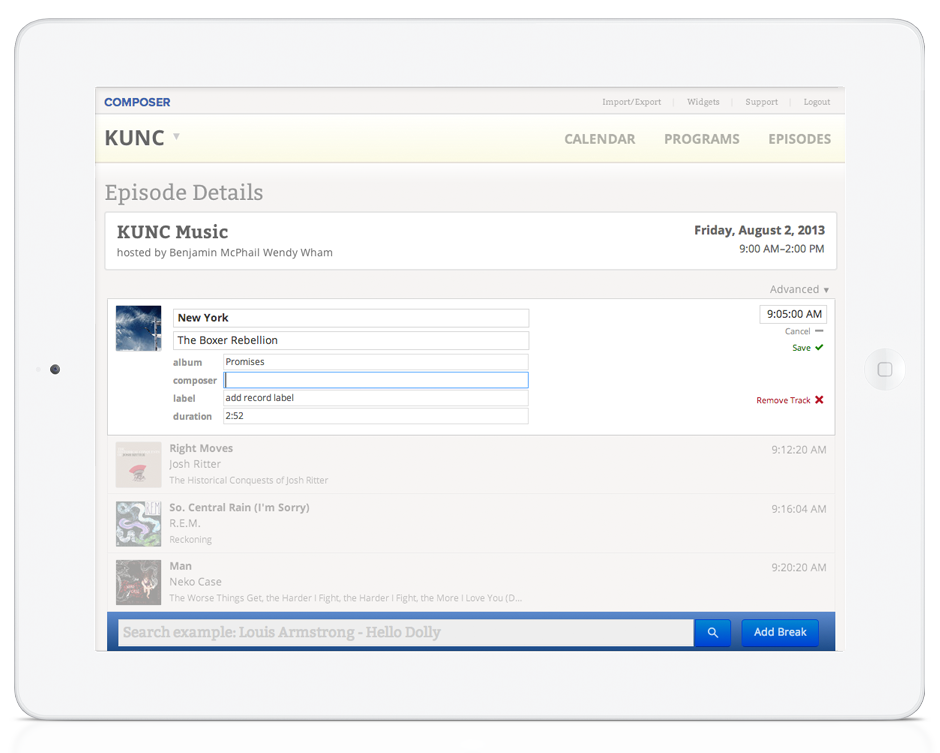 COMPOSER
Import/Export | Widgets | Support | Logout
KUNC ▼
CALENDAR PROGRAMS EPISODES
Episode Details
KUNC Music
Friday, August 2, 2013
hosted by Benjamin McPhail Wendy Wham
9:00 AM–2:00 PM
Advanced ▼
New York
9:05:00 AM
The Boxer Rebellion
Cancel
Save
album Promises
composer
label add record label
Remove Track
duration 2:52
Right Moves
9:12:20 AM
Josh Ritter
The Historical Conquests of Josh Ritter
So. Central Rain (I'm Sorry)
9:16:04 AM
R.E.M.
Reckoning
Man
9:20:20 AM
Neko Case
The Worse Things Get, the Harder I Fight, the Harder I Fight, the More I Love You (D...
Search example: Louis Armstrong - Hello Dolly
Add Break